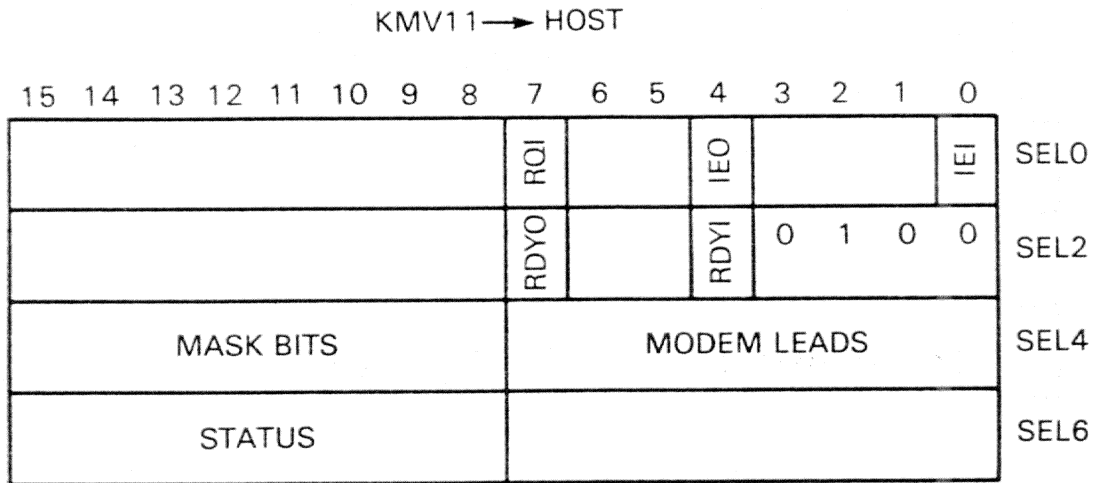 KMV11 → HOST
15 14 13 12 11 10 9 8 7 6 5 4 3 2 1 0
RQI IEO IEI SEL0
RDYO RDYI 0 1 0 0 SEL2
MASK BITS MODEM LEADS SEL4
STATUS SEL6